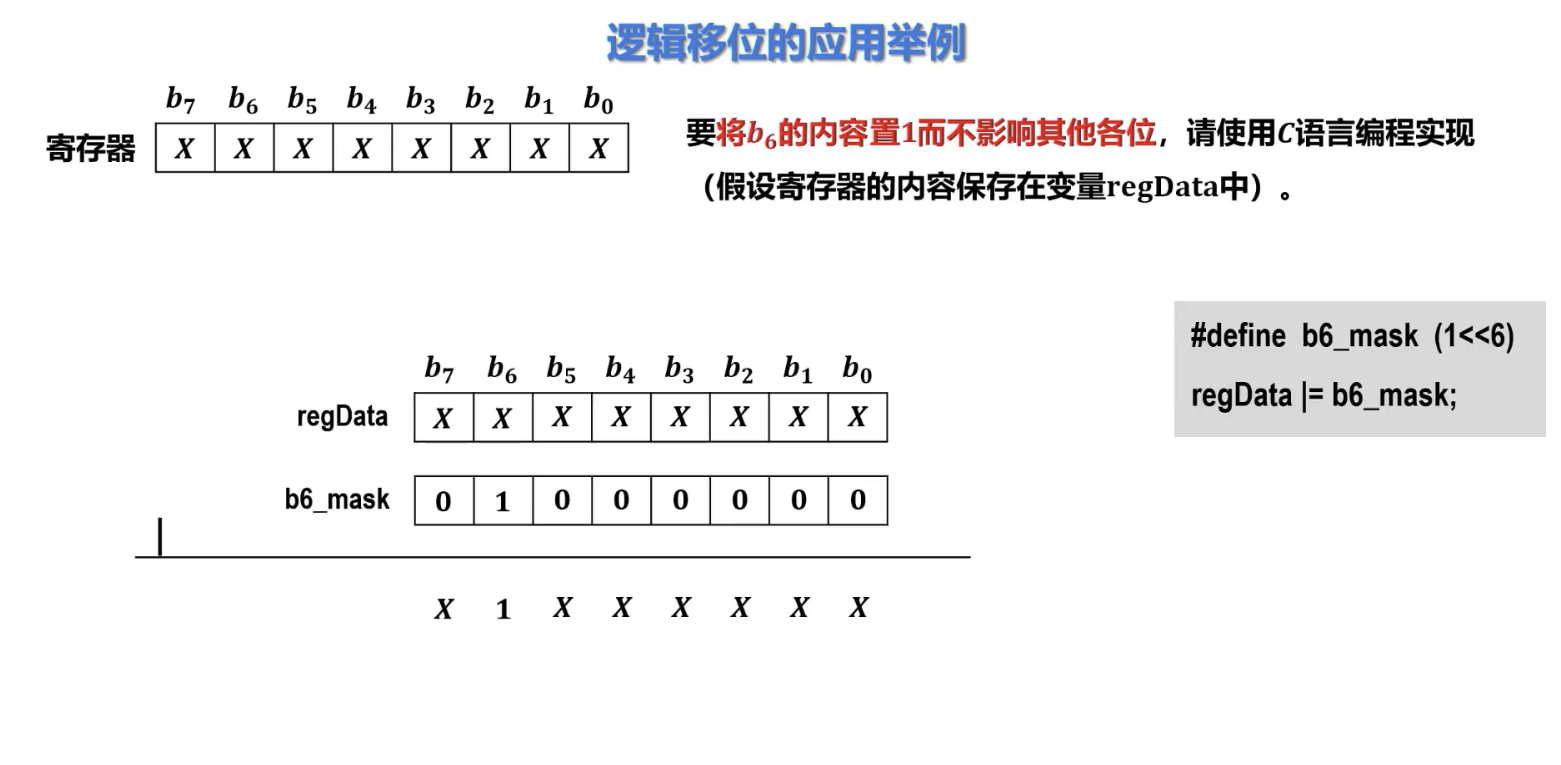 逻辑移位的应用举例
b7 b6 b5 b4 b3 b2 b1 b0
寄存器 X X X X X X X X
要将b6的内容置1而不影响其他各位，请使用C语言编程实现
（假设寄存器的内容保存在变量regData中）。
#define b6_mask (1<<6)
regData |= b6_mask;
b7 b6 b5 b4 b3 b2 b1 b0
regData X X X X X X X X
b6_mask 0 1 0 0 0 0 0 0
|
X 1 X X X X X X